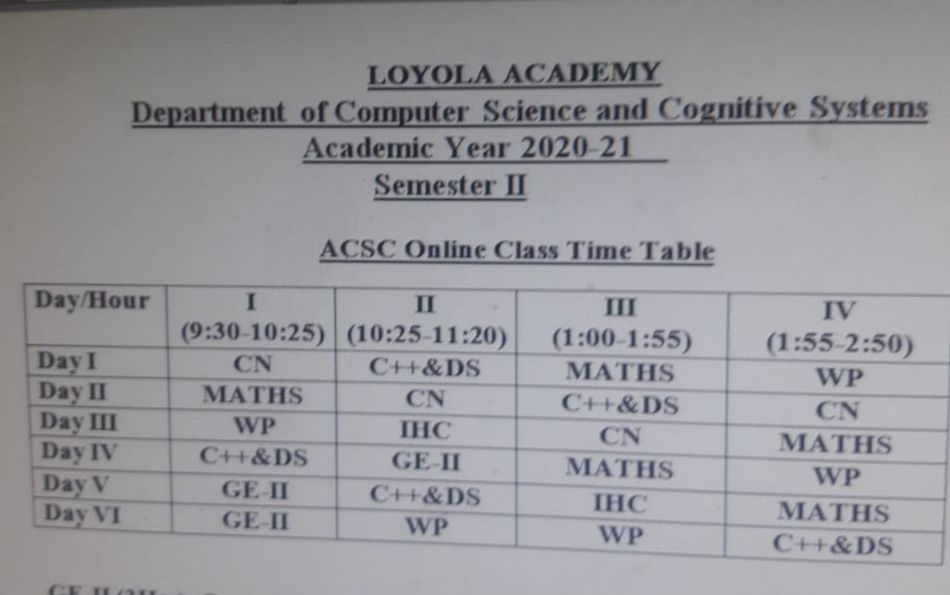 LOYOLA ACADEMY
Department of Computer Science and Cognitive Systems
Academic Year 2020-21
Semester II
ACSC Online Class Time Table
Day/Hour I II III IV
(9:30-10:25) (10:25-11:20) (1:00-1:55) (1:55-2:50)
Day I CN C++&DS MATHS WP
Day II MATHS CN C++&DS CN
Day III WP IHC CN MATHS
Day IV C++&DS GE-II MATHS WP
Day V GE-II C++&DS IHC MATHS
Day VI GE-II WP WP C++&DS